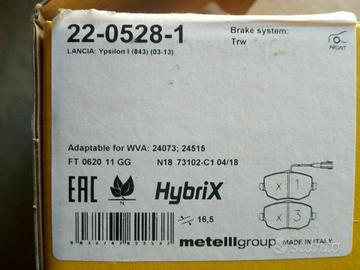 22-0528-1
LANCIA: Ypsilon I (843) (03-13)
Brake system:
Trw
FRONT
Adaptable for WVA: 24073; 24515
FT 0620 11 GG
N18 73102-C1 04/18
x 1
x 3
EAC
N
HybriX
16,5
metelligroup
MADE IN ITALY